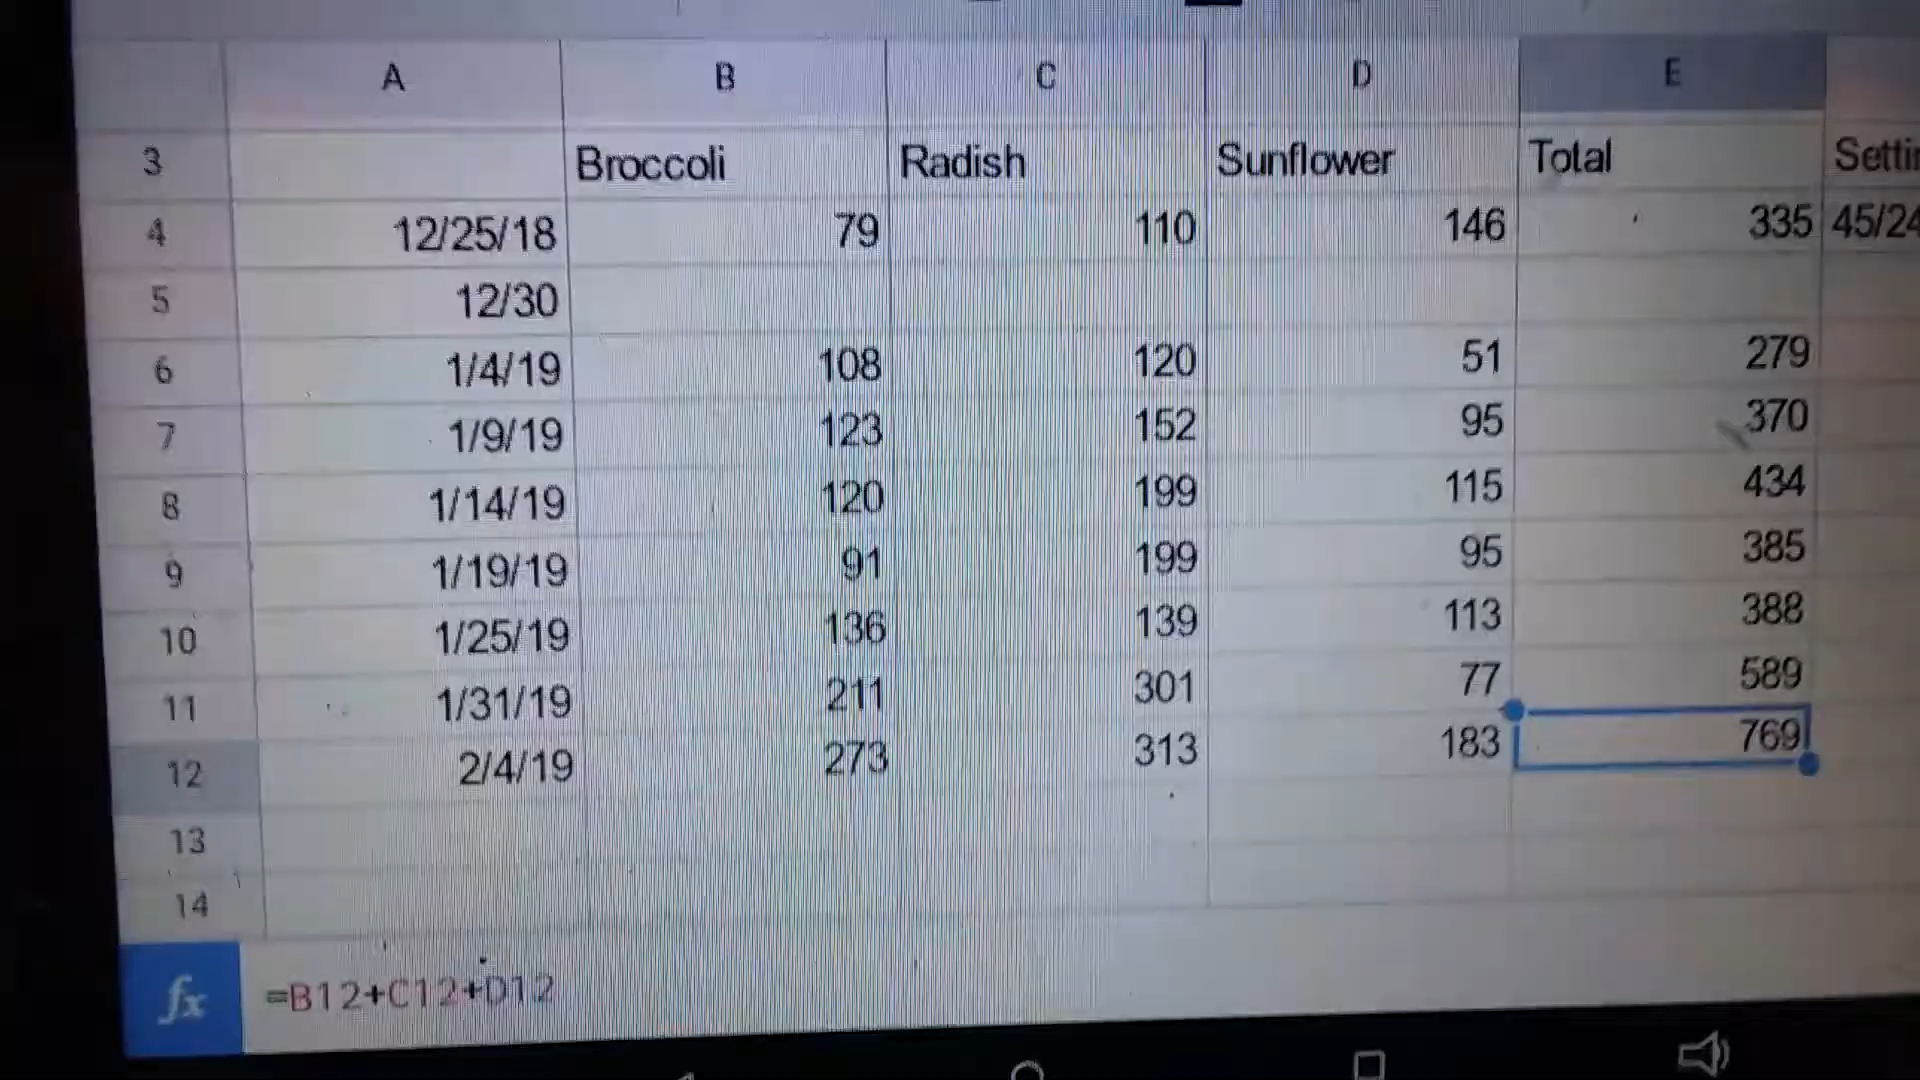 A B C D E
3 Broccoli Radish Sunflower Total
4 12/25/18 79 110 146 335 45/24
5 12/30
6 1/4/19 108 120 51 279
7 1/9/19 123 152 95 370
8 1/14/19 120 199 115 434
9 1/19/19 91 199 95 385
10 1/25/19 136 139 113 388
11 1/31/19 211 301 77 589
12 2/4/19 273 313 183 769
13
14
fx =B12+C12+D12